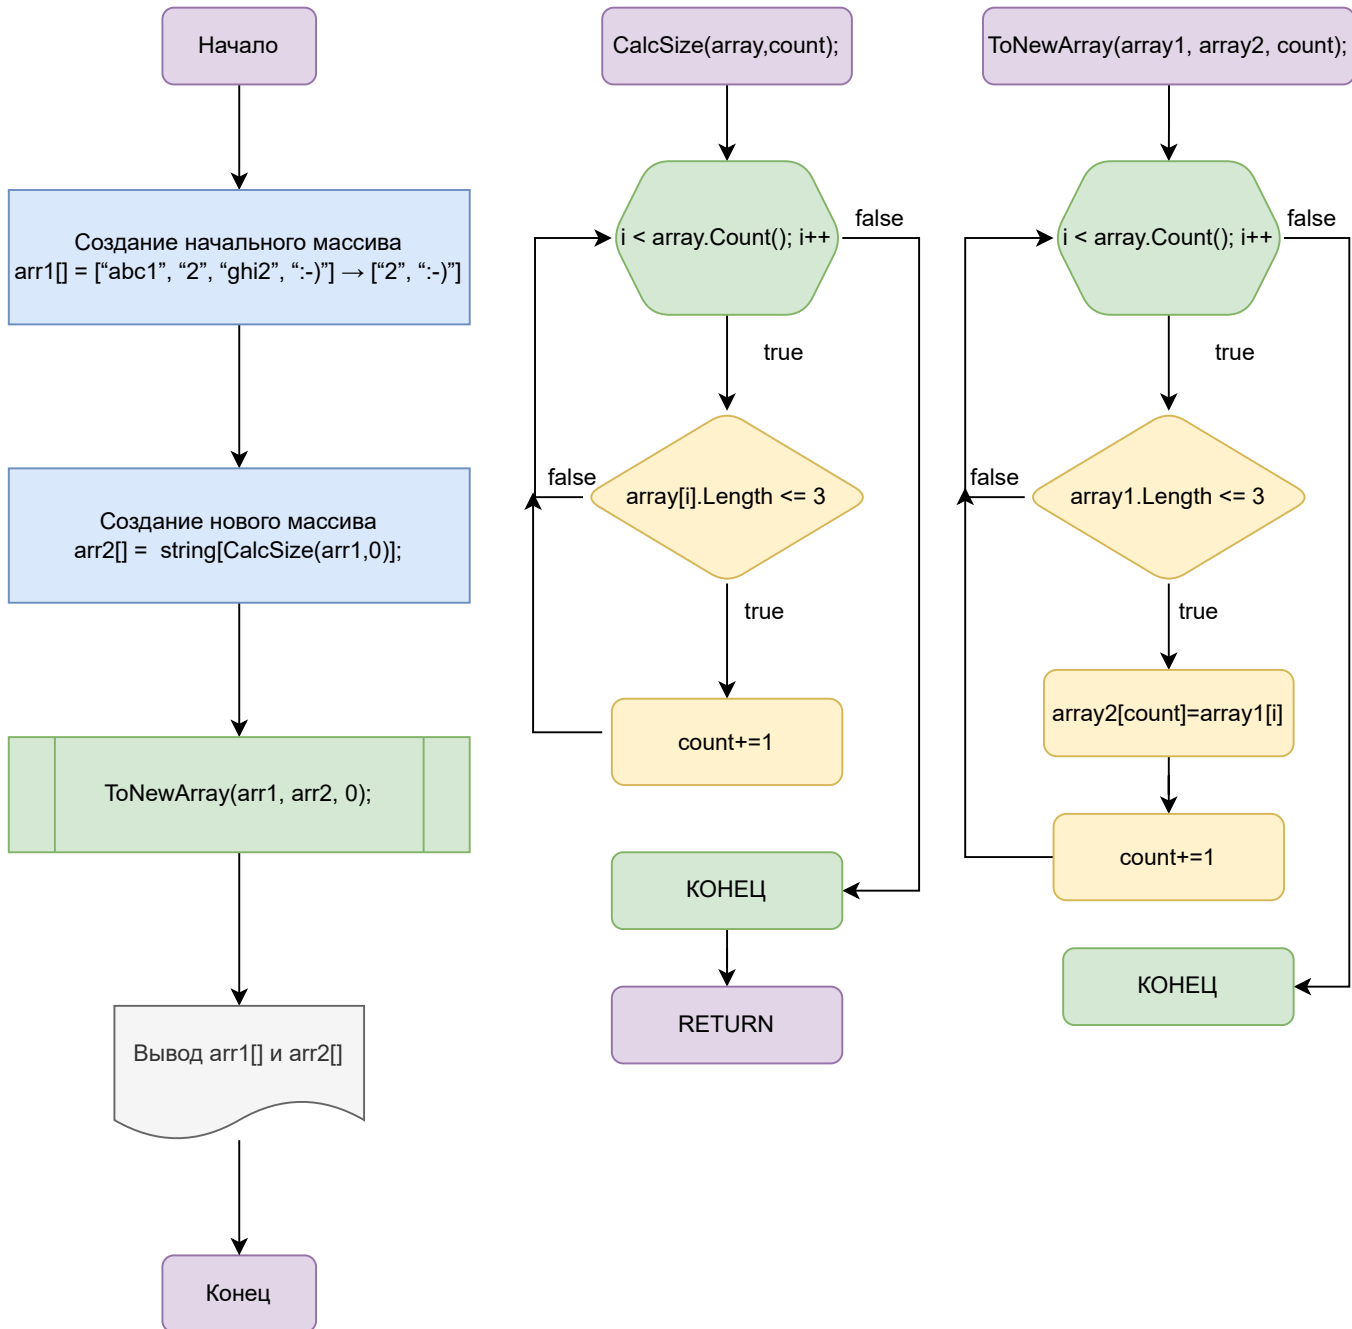 Начало
Создание начального массива
arr1[] = [“abc1”, “2”, “ghi2”, “:-)”] → [“2”, “:-)”]
Создание нового массива
arr2[] =  string[CalcSize(arr1,0)];
ToNewArray(arr1, arr2, 0);
Вывод arr1[] и arr2[]
Конец
CalcSize(array,count);
i < array.Count(); i++
false
true
array[i].Length <= 3
false
true
count+=1
КОНЕЦ
RETURN
ToNewArray(array1, array2, count);
i < array.Count(); i++
false
true
array1.Length <= 3
false
true
array2[count]=array1[i]
count+=1
КОНЕЦ